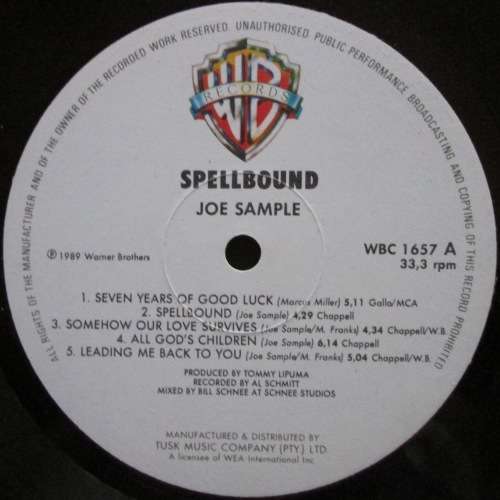 ALL RIGHTS OF THE MANUFACTURER AND OF THE OWNER OF THE RECORDED WORK RESERVED. UNAUTHORISED PUBLIC PERFORMANCE BROADCASTING AND COPYING OF THIS RECORD PROHIBITED
WB
RECORDS
SPELLBOUND
JOE SAMPLE
℗ 1989 Warner Brothers
WBC 1657 A
33,3 rpm
1. SEVEN YEARS OF GOOD LUCK (Marcus Miller) 5,11 Gallo/MCA
2. SPELLBOUND (Joe Sample) 4,29 Chappell
3. SOMEHOW OUR LOVE SURVIVES (Joe Sample/M. Franks) 4,34 Chappell/W.B.
4. ALL GOD'S CHILDREN (Joe Sample) 6,14 Chappell
5. LEADING ME BACK TO YOU (Joe Sample/M. Franks) 5,04 Chappell/W.B.
PRODUCED BY TOMMY LIPUMA
RECORDED BY AL SCHMITT
MIXED BY BILL SCHNEE AT SCHNEE STUDIOS
MANUFACTURED & DISTRIBUTED BY
TUSK MUSIC COMPANY (PTY.) LTD.
A licensee of WEA International Inc